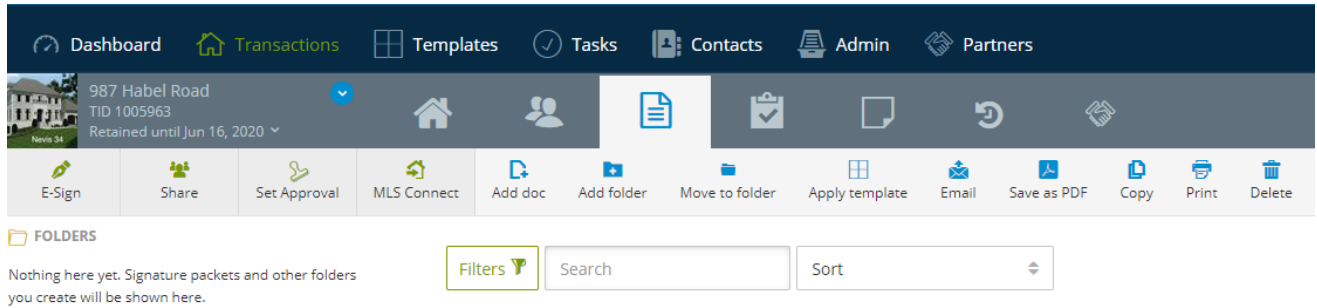 Dashboard Transactions Templates Tasks Contacts Admin Partners
987 Habel Road
TID 1005963
Retained until Jun 16, 2020
Nevis 34
E-Sign Share Set Approval MLS Connect Add doc Add folder Move to folder Apply template Email Save as PDF Copy Print Delete
FOLDERS
Nothing here yet. Signature packets and other folders
you create will be shown here.
Filters Search Sort